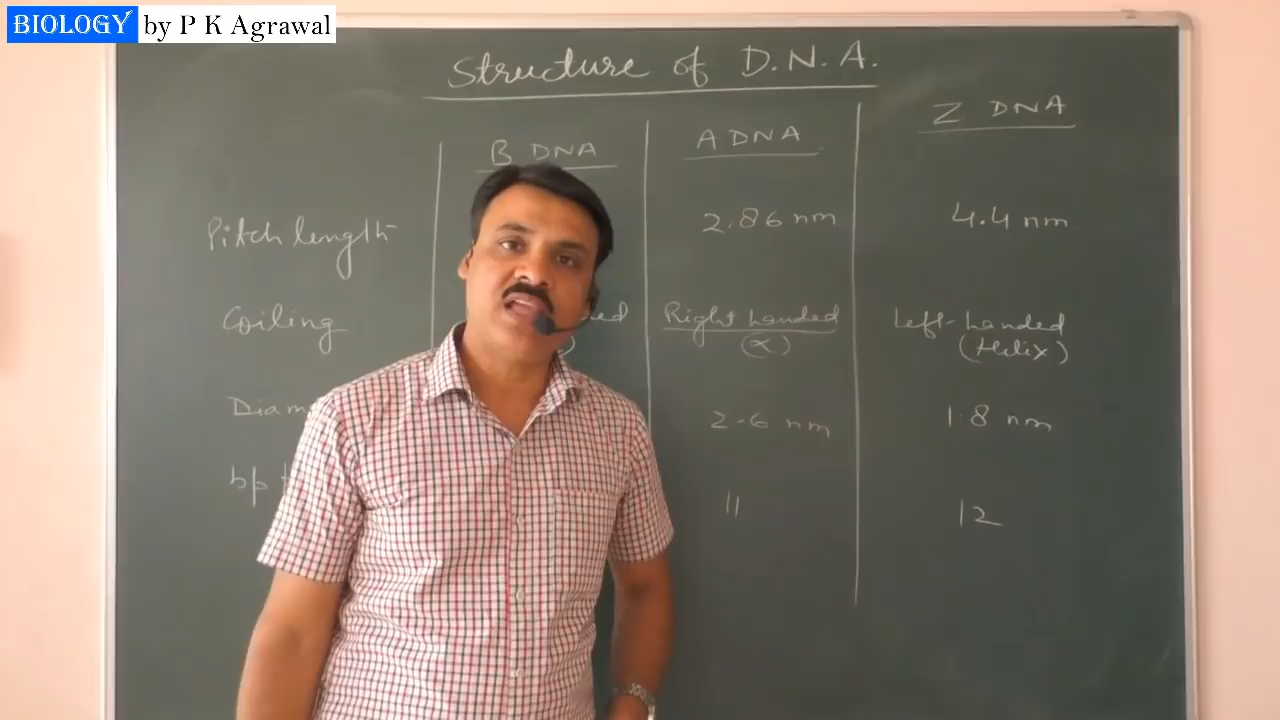 BIOLOGY by P K Agrawal
Structure of D.N.A.
B DNA A DNA Z DNA
Pitch length 2.86 nm 4.4 nm
Coiling Right handed Left-handed
(α) (Helix)
2.6 nm 1.8 nm
bp 11 12